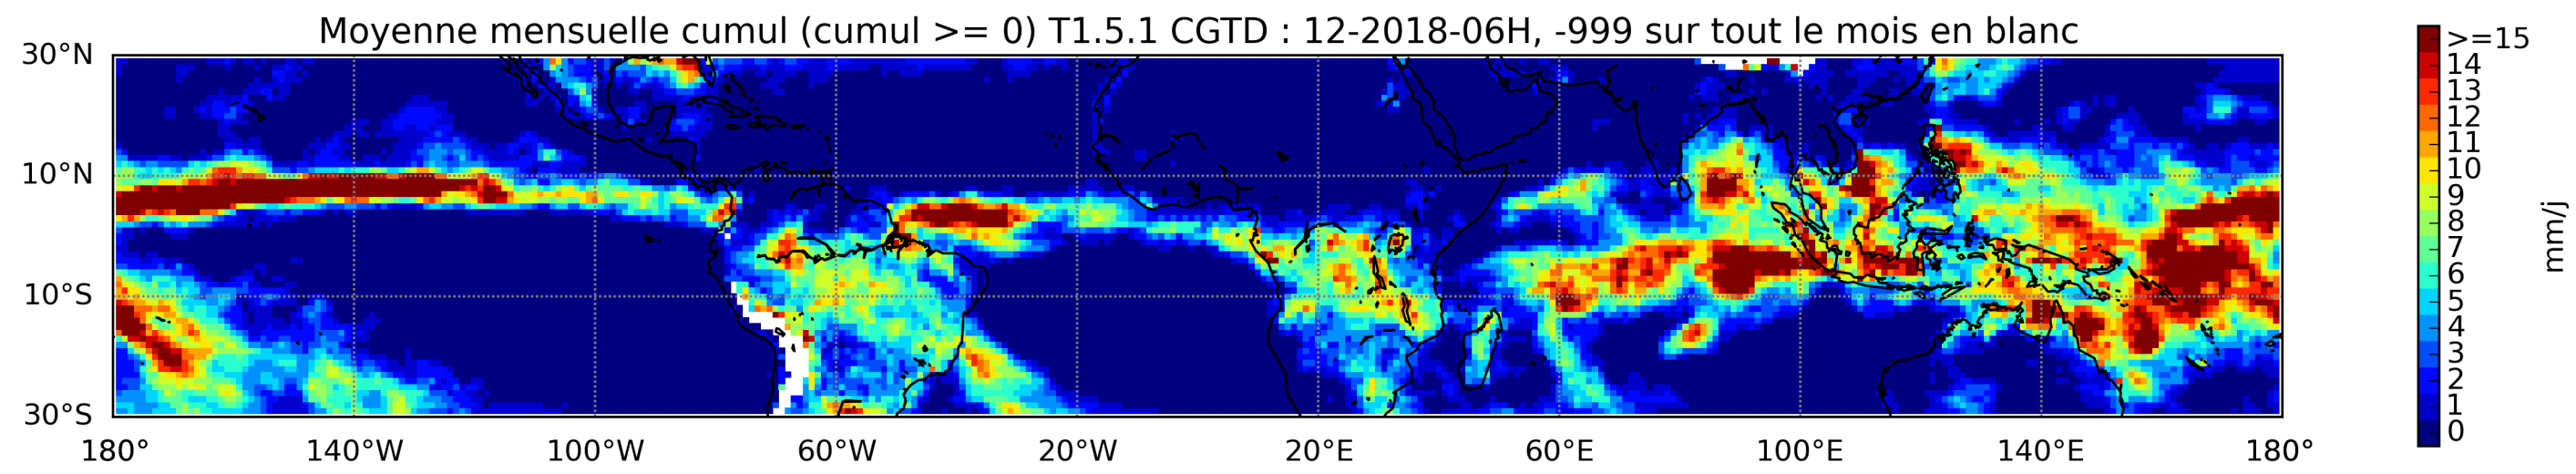 Moyenne mensuelle cumul (cumul >= 0) T1.5.1 CGTD : 12-2018-06H, -999 sur tout le mois en blanc
30°N
10°N
10°S
30°S
180° 140°W 100°W 60°W 20°W 20°E 60°E 100°E 140°E 180°
>=15
14
13
12
11
10
9
8
7
6
5
4
3
2
1
0
mm/j